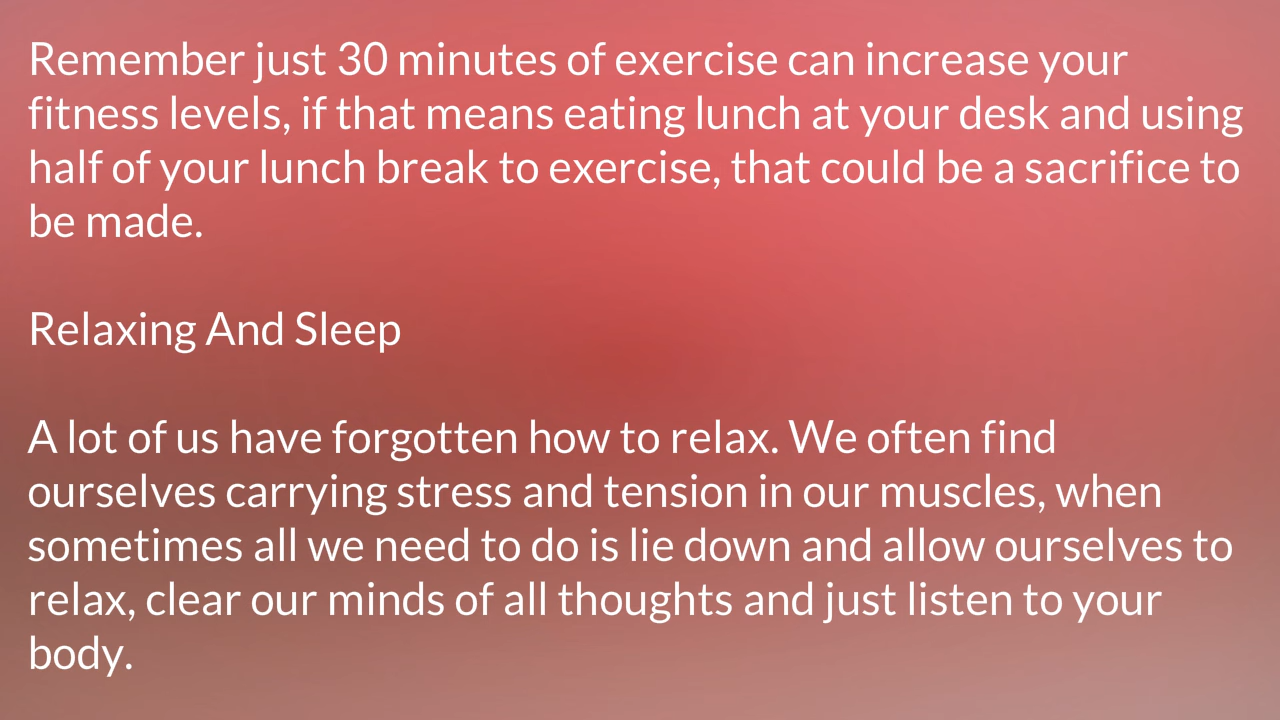 Remember just 30 minutes of exercise can increase your
fitness levels, if that means eating lunch at your desk and using
half of your lunch break to exercise, that could be a sacrifice to
be made.
Relaxing And Sleep
A lot of us have forgotten how to relax. We often find
ourselves carrying stress and tension in our muscles, when
sometimes all we need to do is lie down and allow ourselves to
relax, clear our minds of all thoughts and just listen to your
body.